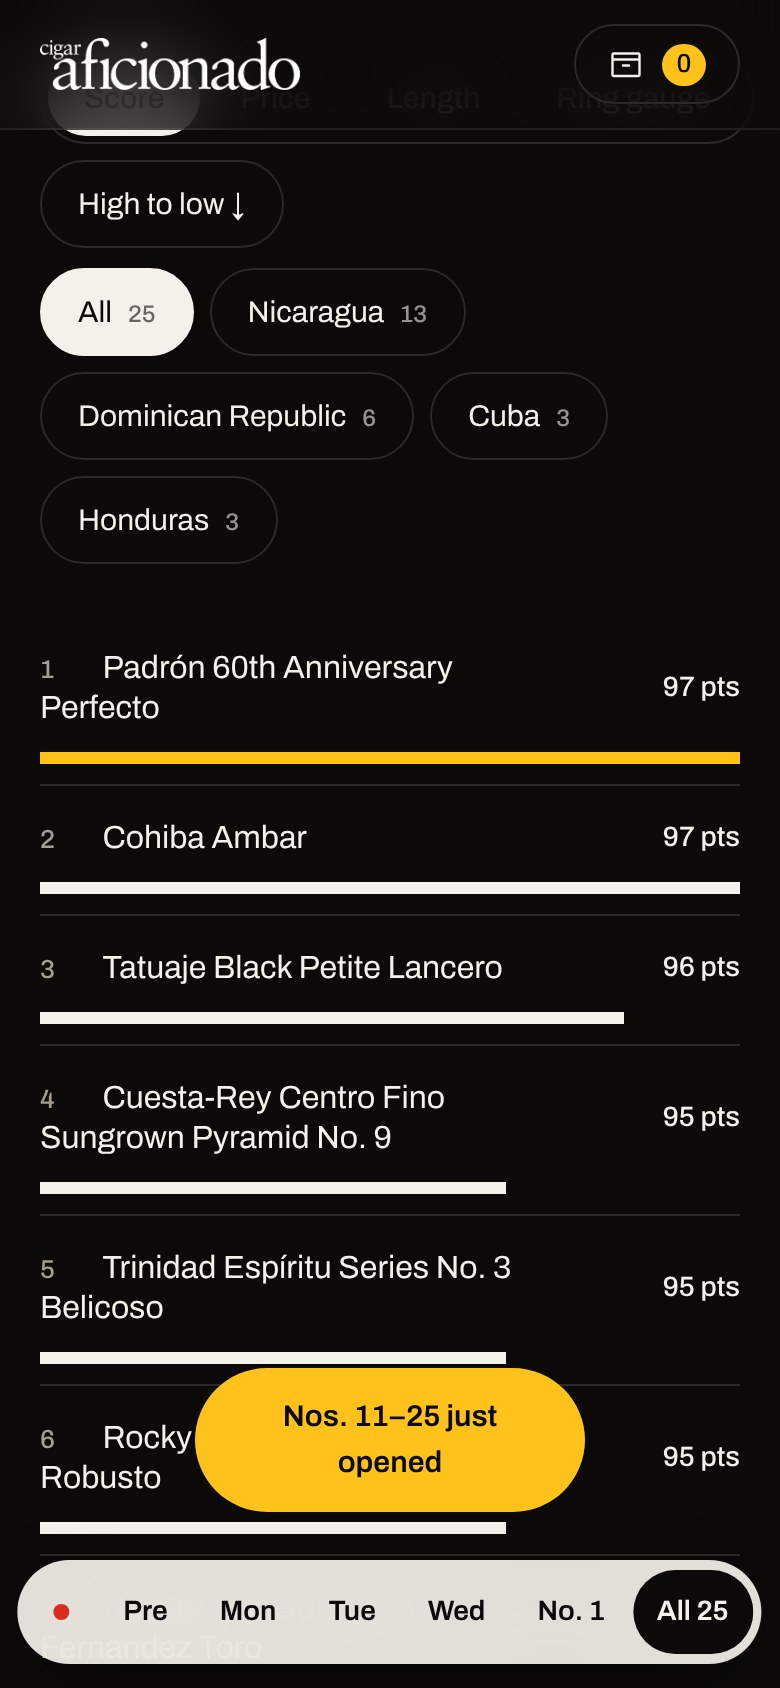 cigar
aficionado
0
Score Price Length Ring gauge
High to low ↓
All 25
Nicaragua 13
Dominican Republic 6
Cuba 3
Honduras 3
1 Padrón 60th Anniversary
Perfecto
97 pts
2 Cohiba Ambar
97 pts
3 Tatuaje Black Petite Lancero
96 pts
4 Cuesta-Rey Centro Fino
Sungrown Pyramid No. 9
95 pts
5 Trinidad Espíritu Series No. 3
Belicoso
95 pts
6 Rocky
Robusto
95 pts
Nos. 11–25 just
opened
Pre Mon Tue Wed No. 1 All 25
Fernandez Toro